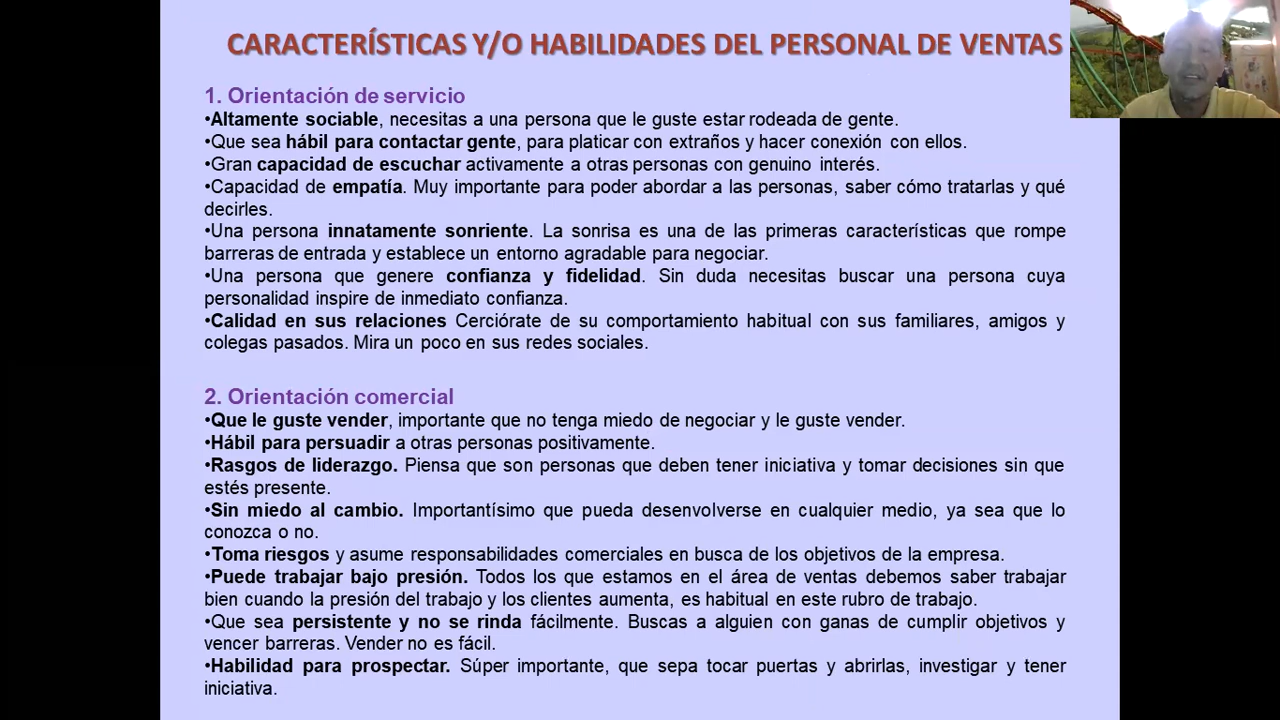 CARACTERÍSTICAS Y/O HABILIDADES DEL PERSONAL DE VENTAS
1. Orientación de servicio
•Altamente sociable, necesitas a una persona que le guste estar rodeada de gente.
•Que sea hábil para contactar gente, para platicar con extraños y hacer conexión con ellos.
•Gran capacidad de escuchar activamente a otras personas con genuino interés.
•Capacidad de empatía. Muy importante para poder abordar a las personas, saber cómo tratarlas y qué
decirles.
•Una persona innatamente sonriente. La sonrisa es una de las primeras características que rompe
barreras de entrada y establece un entorno agradable para negociar.
•Una persona que genere confianza y fidelidad. Sin duda necesitas buscar una persona cuya
personalidad inspire de inmediato confianza.
•Calidad en sus relaciones Cerciórate de su comportamiento habitual con sus familiares, amigos y
colegas pasados. Mira un poco en sus redes sociales.
2. Orientación comercial
•Que le guste vender, importante que no tenga miedo de negociar y le guste vender.
•Hábil para persuadir a otras personas positivamente.
•Rasgos de liderazgo. Piensa que son personas que deben tener iniciativa y tomar decisiones sin que
estés presente.
•Sin miedo al cambio. Importantísimo que pueda desenvolverse en cualquier medio, ya sea que lo
conozca o no.
•Toma riesgos y asume responsabilidades comerciales en busca de los objetivos de la empresa.
•Puede trabajar bajo presión. Todos los que estamos en el área de ventas debemos saber trabajar
bien cuando la presión del trabajo y los clientes aumenta, es habitual en este rubro de trabajo.
•Que sea persistente y no se rinda fácilmente. Buscas a alguien con ganas de cumplir objetivos y
vencer barreras. Vender no es fácil.
•Habilidad para prospectar. Súper importante, que sepa tocar puertas y abrirlas, investigar y tener
iniciativa.